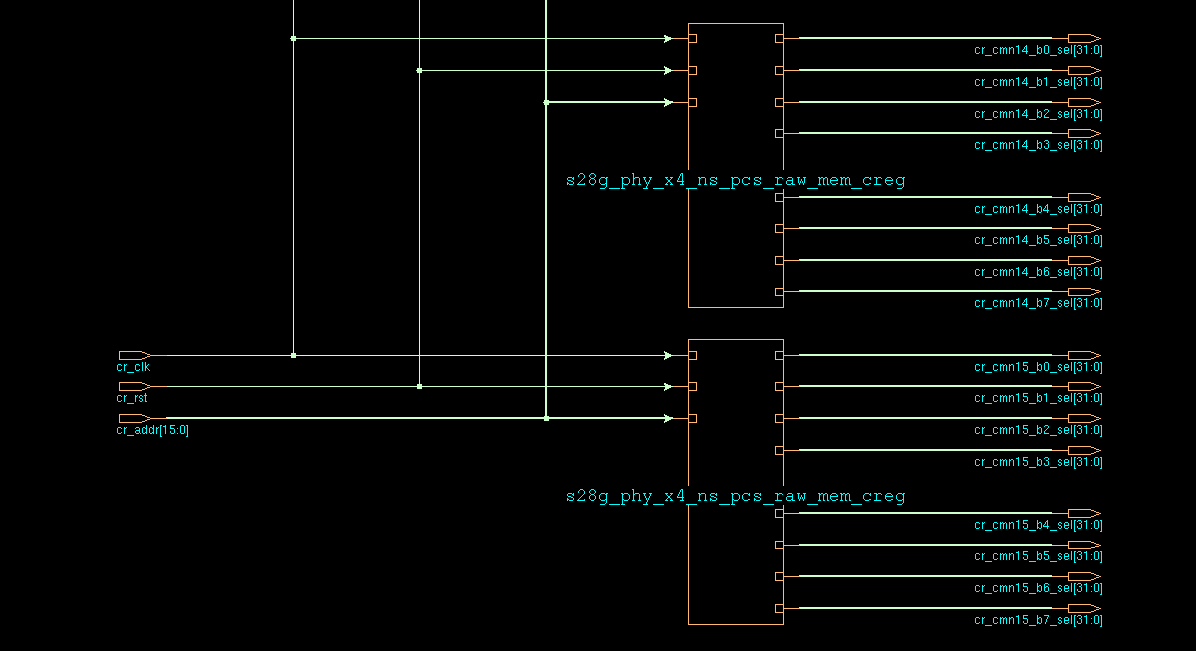 cr_cmn14_b0_sel[31:0]
cr_cmn14_b1_sel[31:0]
cr_cmn14_b2_sel[31:0]
cr_cmn14_b3_sel[31:0]
s28g_phy_x4_ns_pcs_raw_mem_creg
cr_cmn14_b4_sel[31:0]
cr_cmn14_b5_sel[31:0]
cr_cmn14_b6_sel[31:0]
cr_cmn14_b7_sel[31:0]
cr_clk
cr_rst
cr_addr[15:0]
cr_cmn15_b0_sel[31:0]
cr_cmn15_b1_sel[31:0]
cr_cmn15_b2_sel[31:0]
cr_cmn15_b3_sel[31:0]
s28g_phy_x4_ns_pcs_raw_mem_creg
cr_cmn15_b4_sel[31:0]
cr_cmn15_b5_sel[31:0]
cr_cmn15_b6_sel[31:0]
cr_cmn15_b7_sel[31:0]